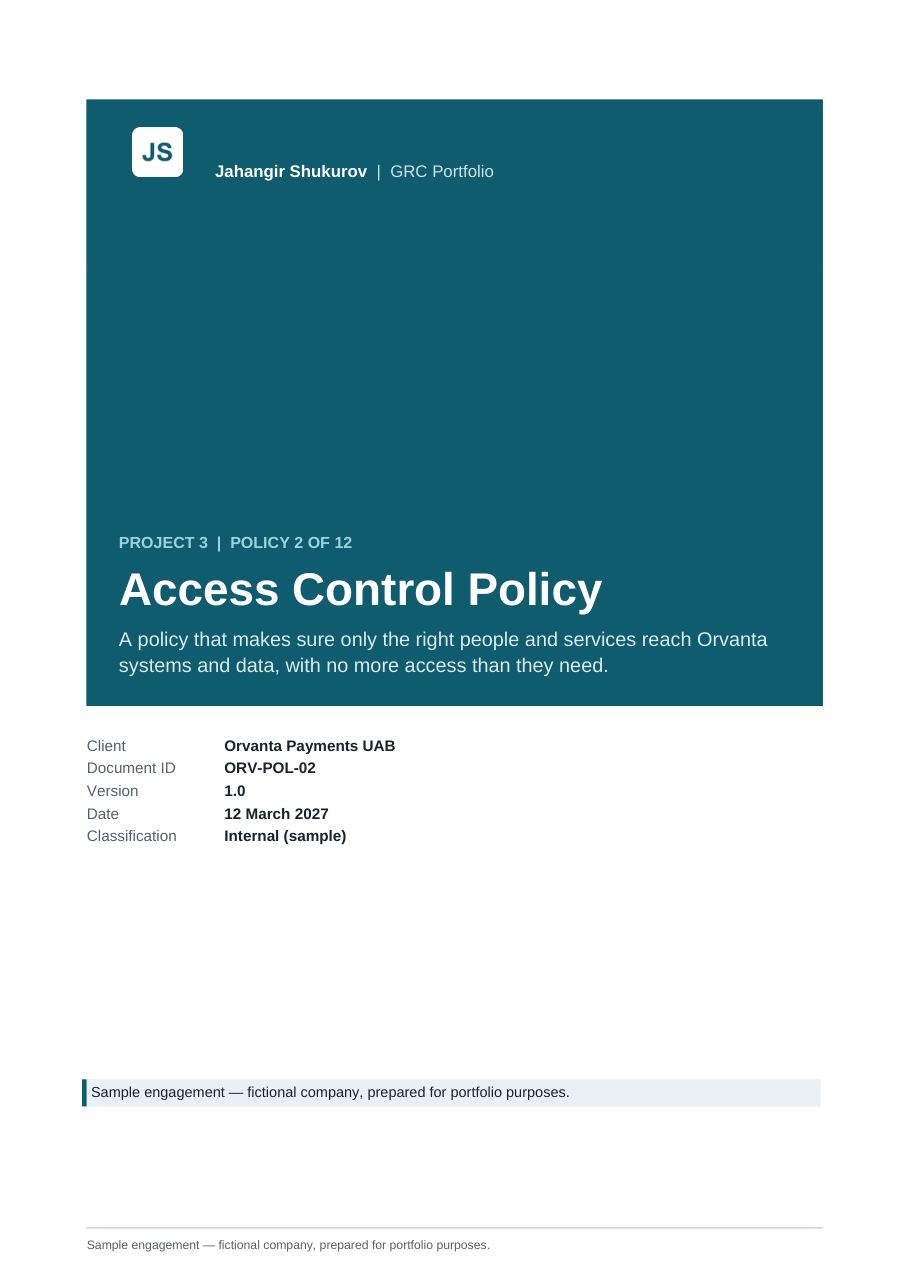 JS
Jahangir Shukurov | GRC Portfolio
PROJECT 3 | POLICY 2 OF 12
Access Control Policy
A policy that makes sure only the right people and services reach Orvanta
systems and data, with no more access than they need.
Client Orvanta Payments UAB
Document ID ORV-POL-02
Version 1.0
Date 12 March 2027
Classification Internal (sample)
Sample engagement — fictional company, prepared for portfolio purposes.
Sample engagement — fictional company, prepared for portfolio purposes.